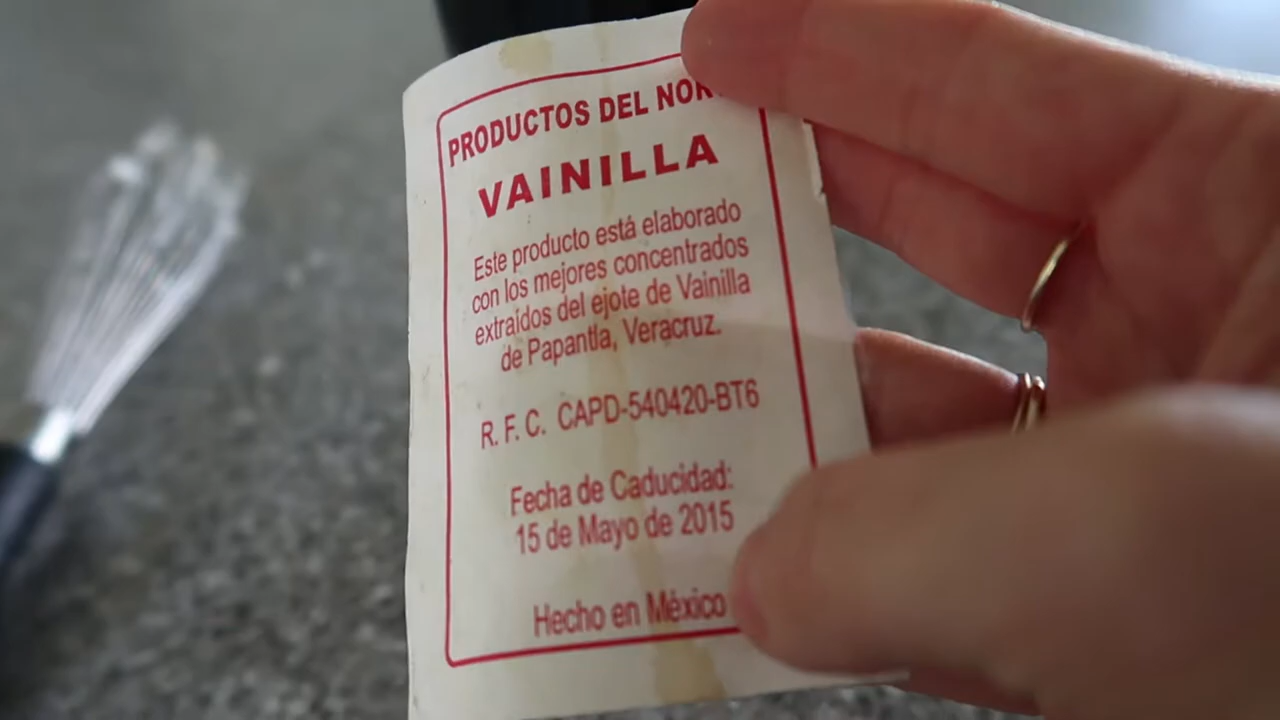 PRODUCTOS DEL
VAINILLA
Este producto está elaborado
con los mejores concentrados
extraídos del ejote de Vainilla
de Papantla, Veracruz.
R. F. C. CAPD-540420-BT6
Fecha de Caducidad:
15 de Mayo de 2015
Hecho en México